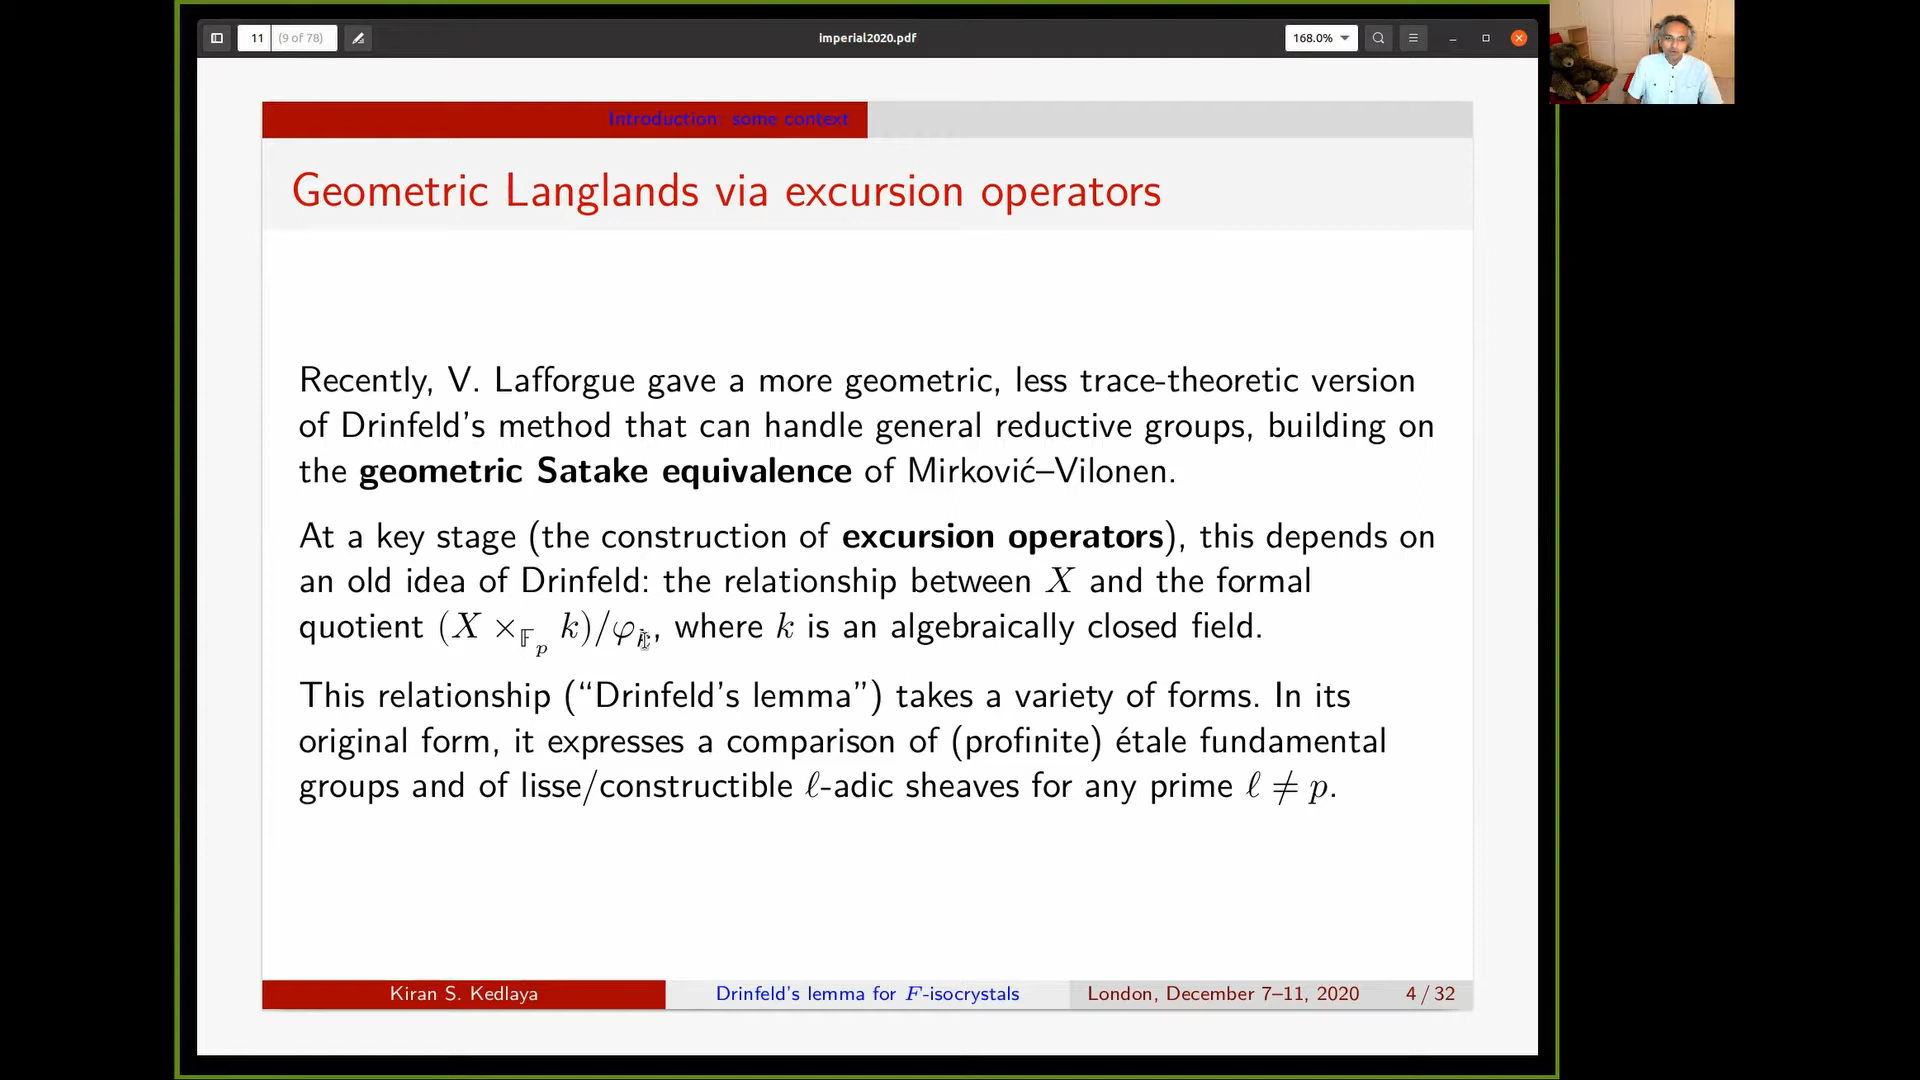 11 (9 of 78) imperial2020.pdf 168.0%
Introduction: some context
Geometric Langlands via excursion operators
Recently, V. Lafforgue gave a more geometric, less trace-theoretic version
of Drinfeld's method that can handle general reductive groups, building on
the geometric Satake equivalence of Mirković–Vilonen.
At a key stage (the construction of excursion operators), this depends on
an old idea of Drinfeld: the relationship between X and the formal
quotient (X ×_{𝔽_p} k)/φ_k, where k is an algebraically closed field.
This relationship (“Drinfeld's lemma”) takes a variety of forms. In its
original form, it expresses a comparison of (profinite) étale fundamental
groups and of lisse/constructible ℓ-adic sheaves for any prime ℓ ≠ p.
Kiran S. Kedlaya Drinfeld's lemma for F-isocrystals London, December 7–11, 2020 4 / 32